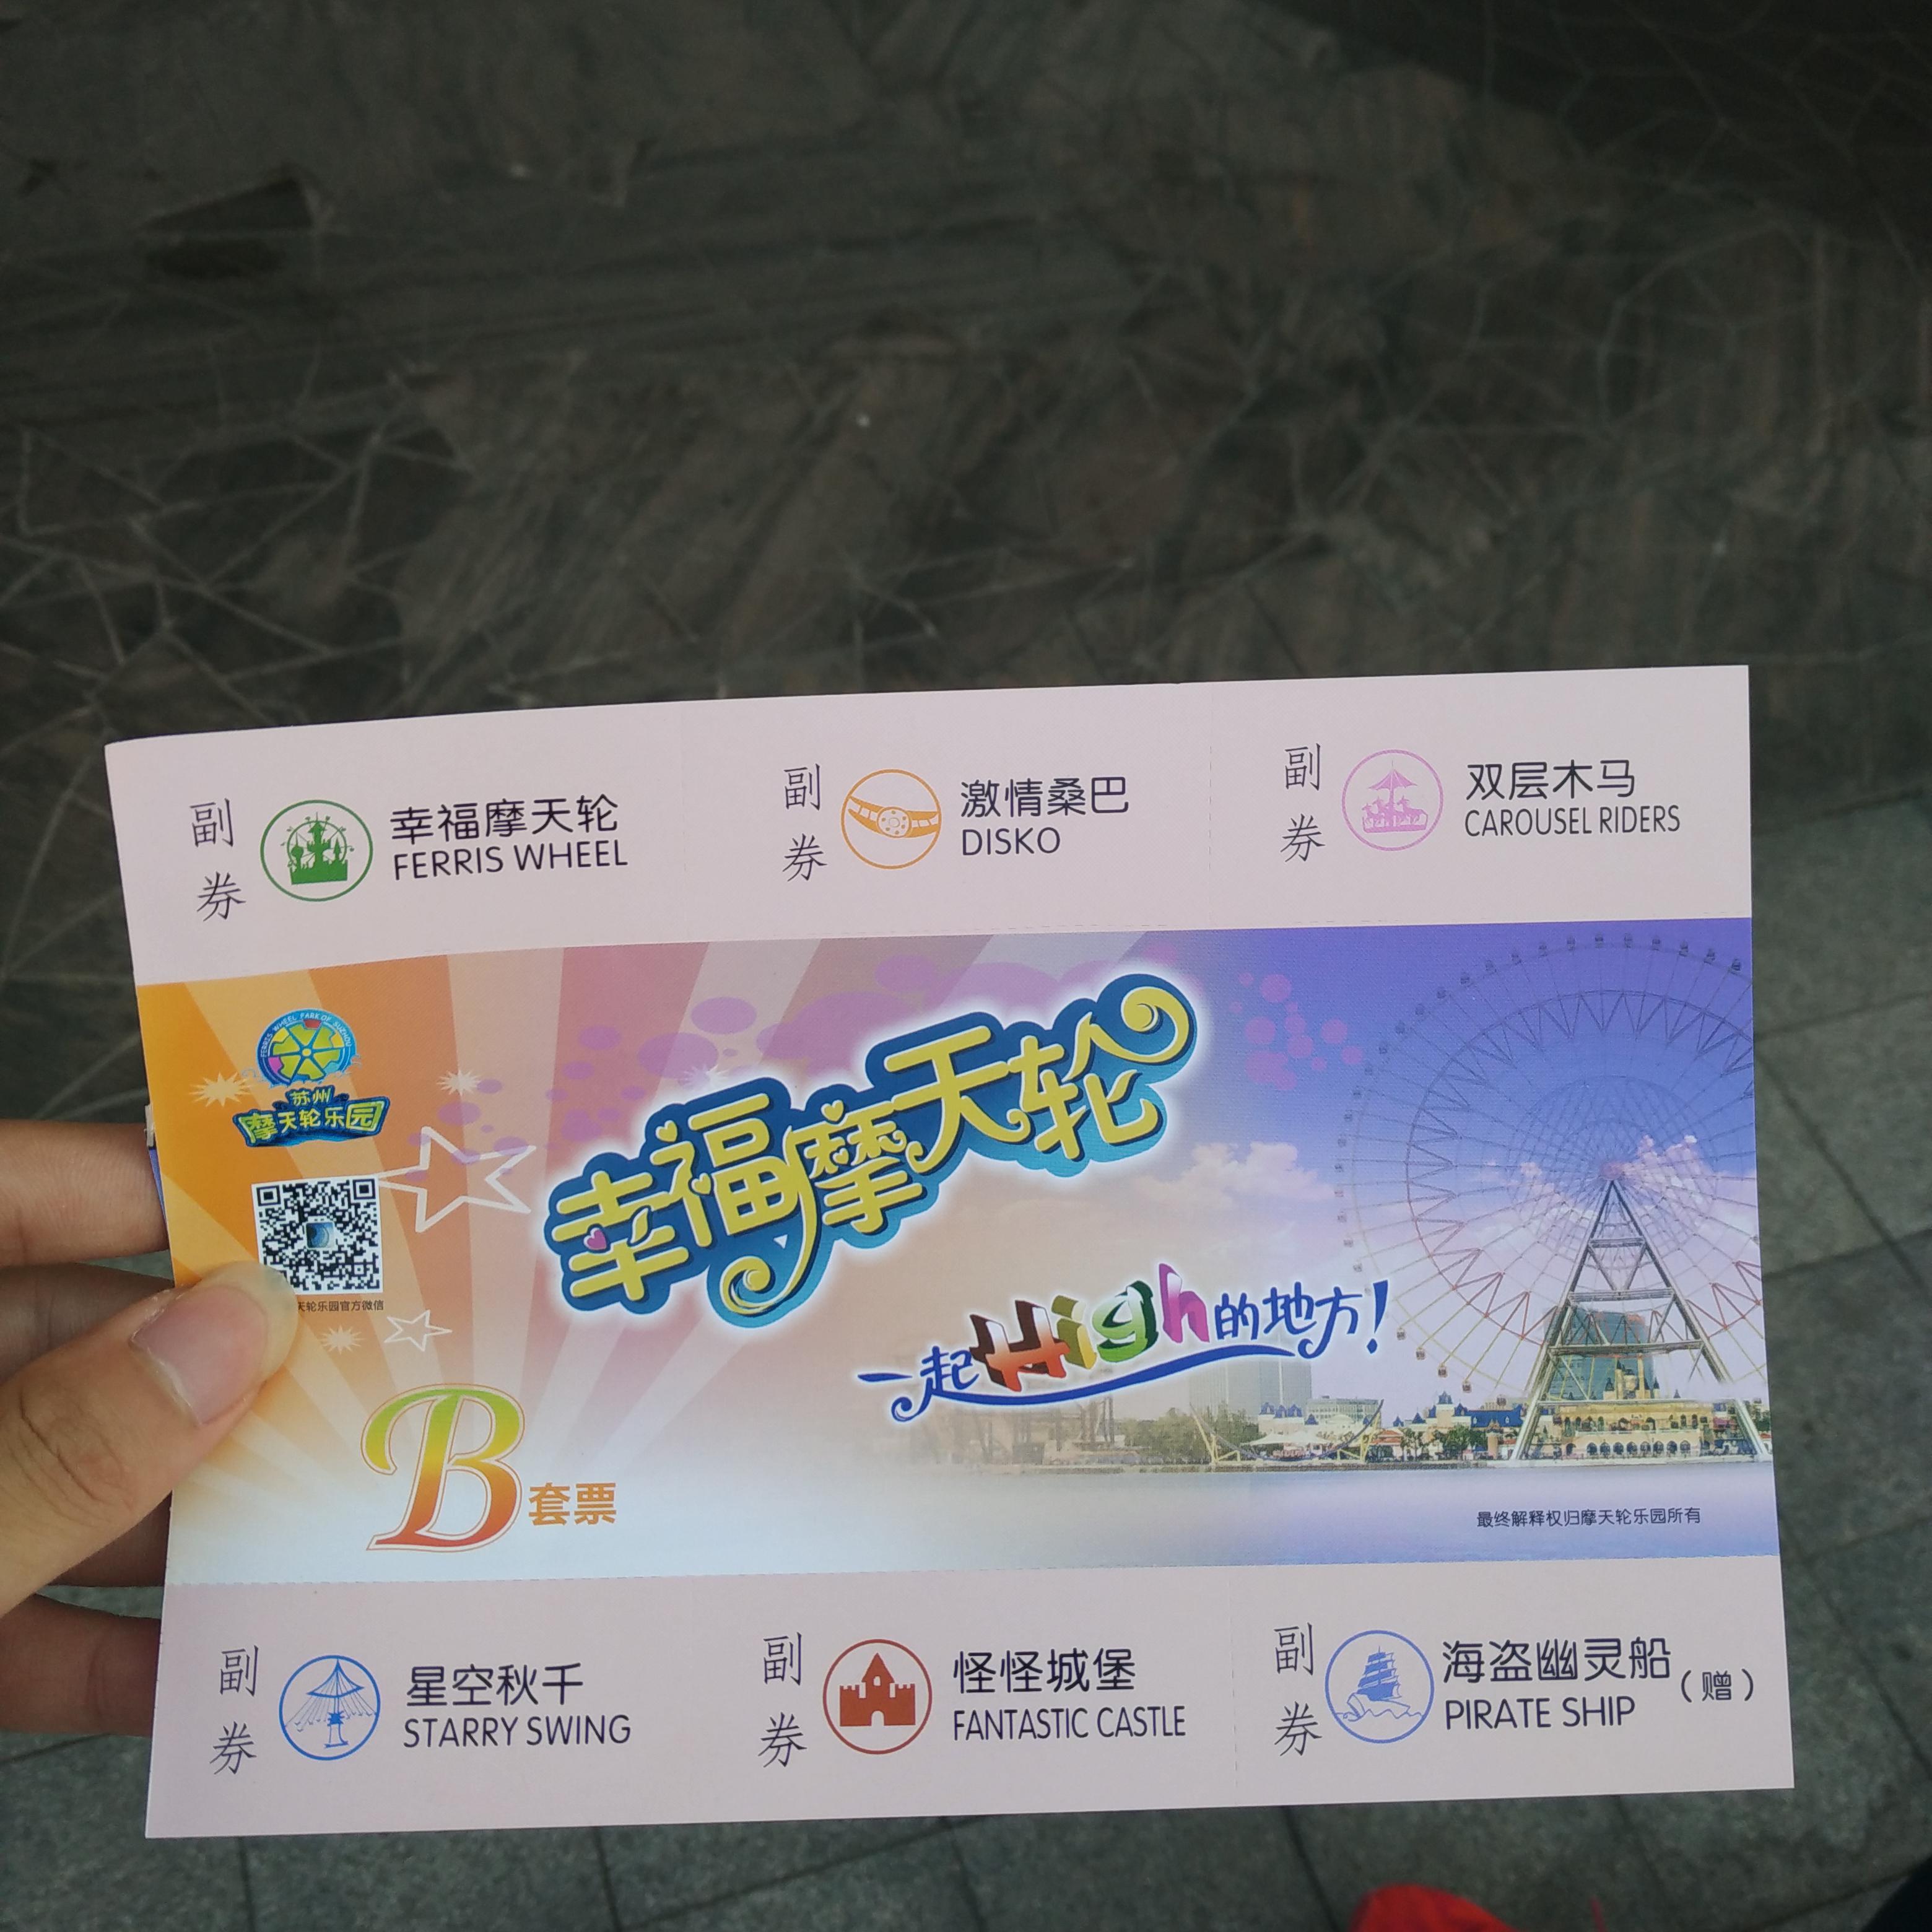 副券
幸福摩天轮
FERRIS WHEEL
副券
激情桑巴
DISKO
副券
双层木马
CAROUSEL RIDERS
FERRIS WHEEL PARK OF SUZHOU
苏州
摩天轮乐园
天轮乐园官方微信
幸福摩天轮
一起High的地方!
B套票
最终解释权归摩天轮乐园所有
副券
星空秋千
STARRY SWING
副券
怪怪城堡
FANTASTIC CASTLE
副券
海盗幽灵船(赠)
PIRATE SHIP